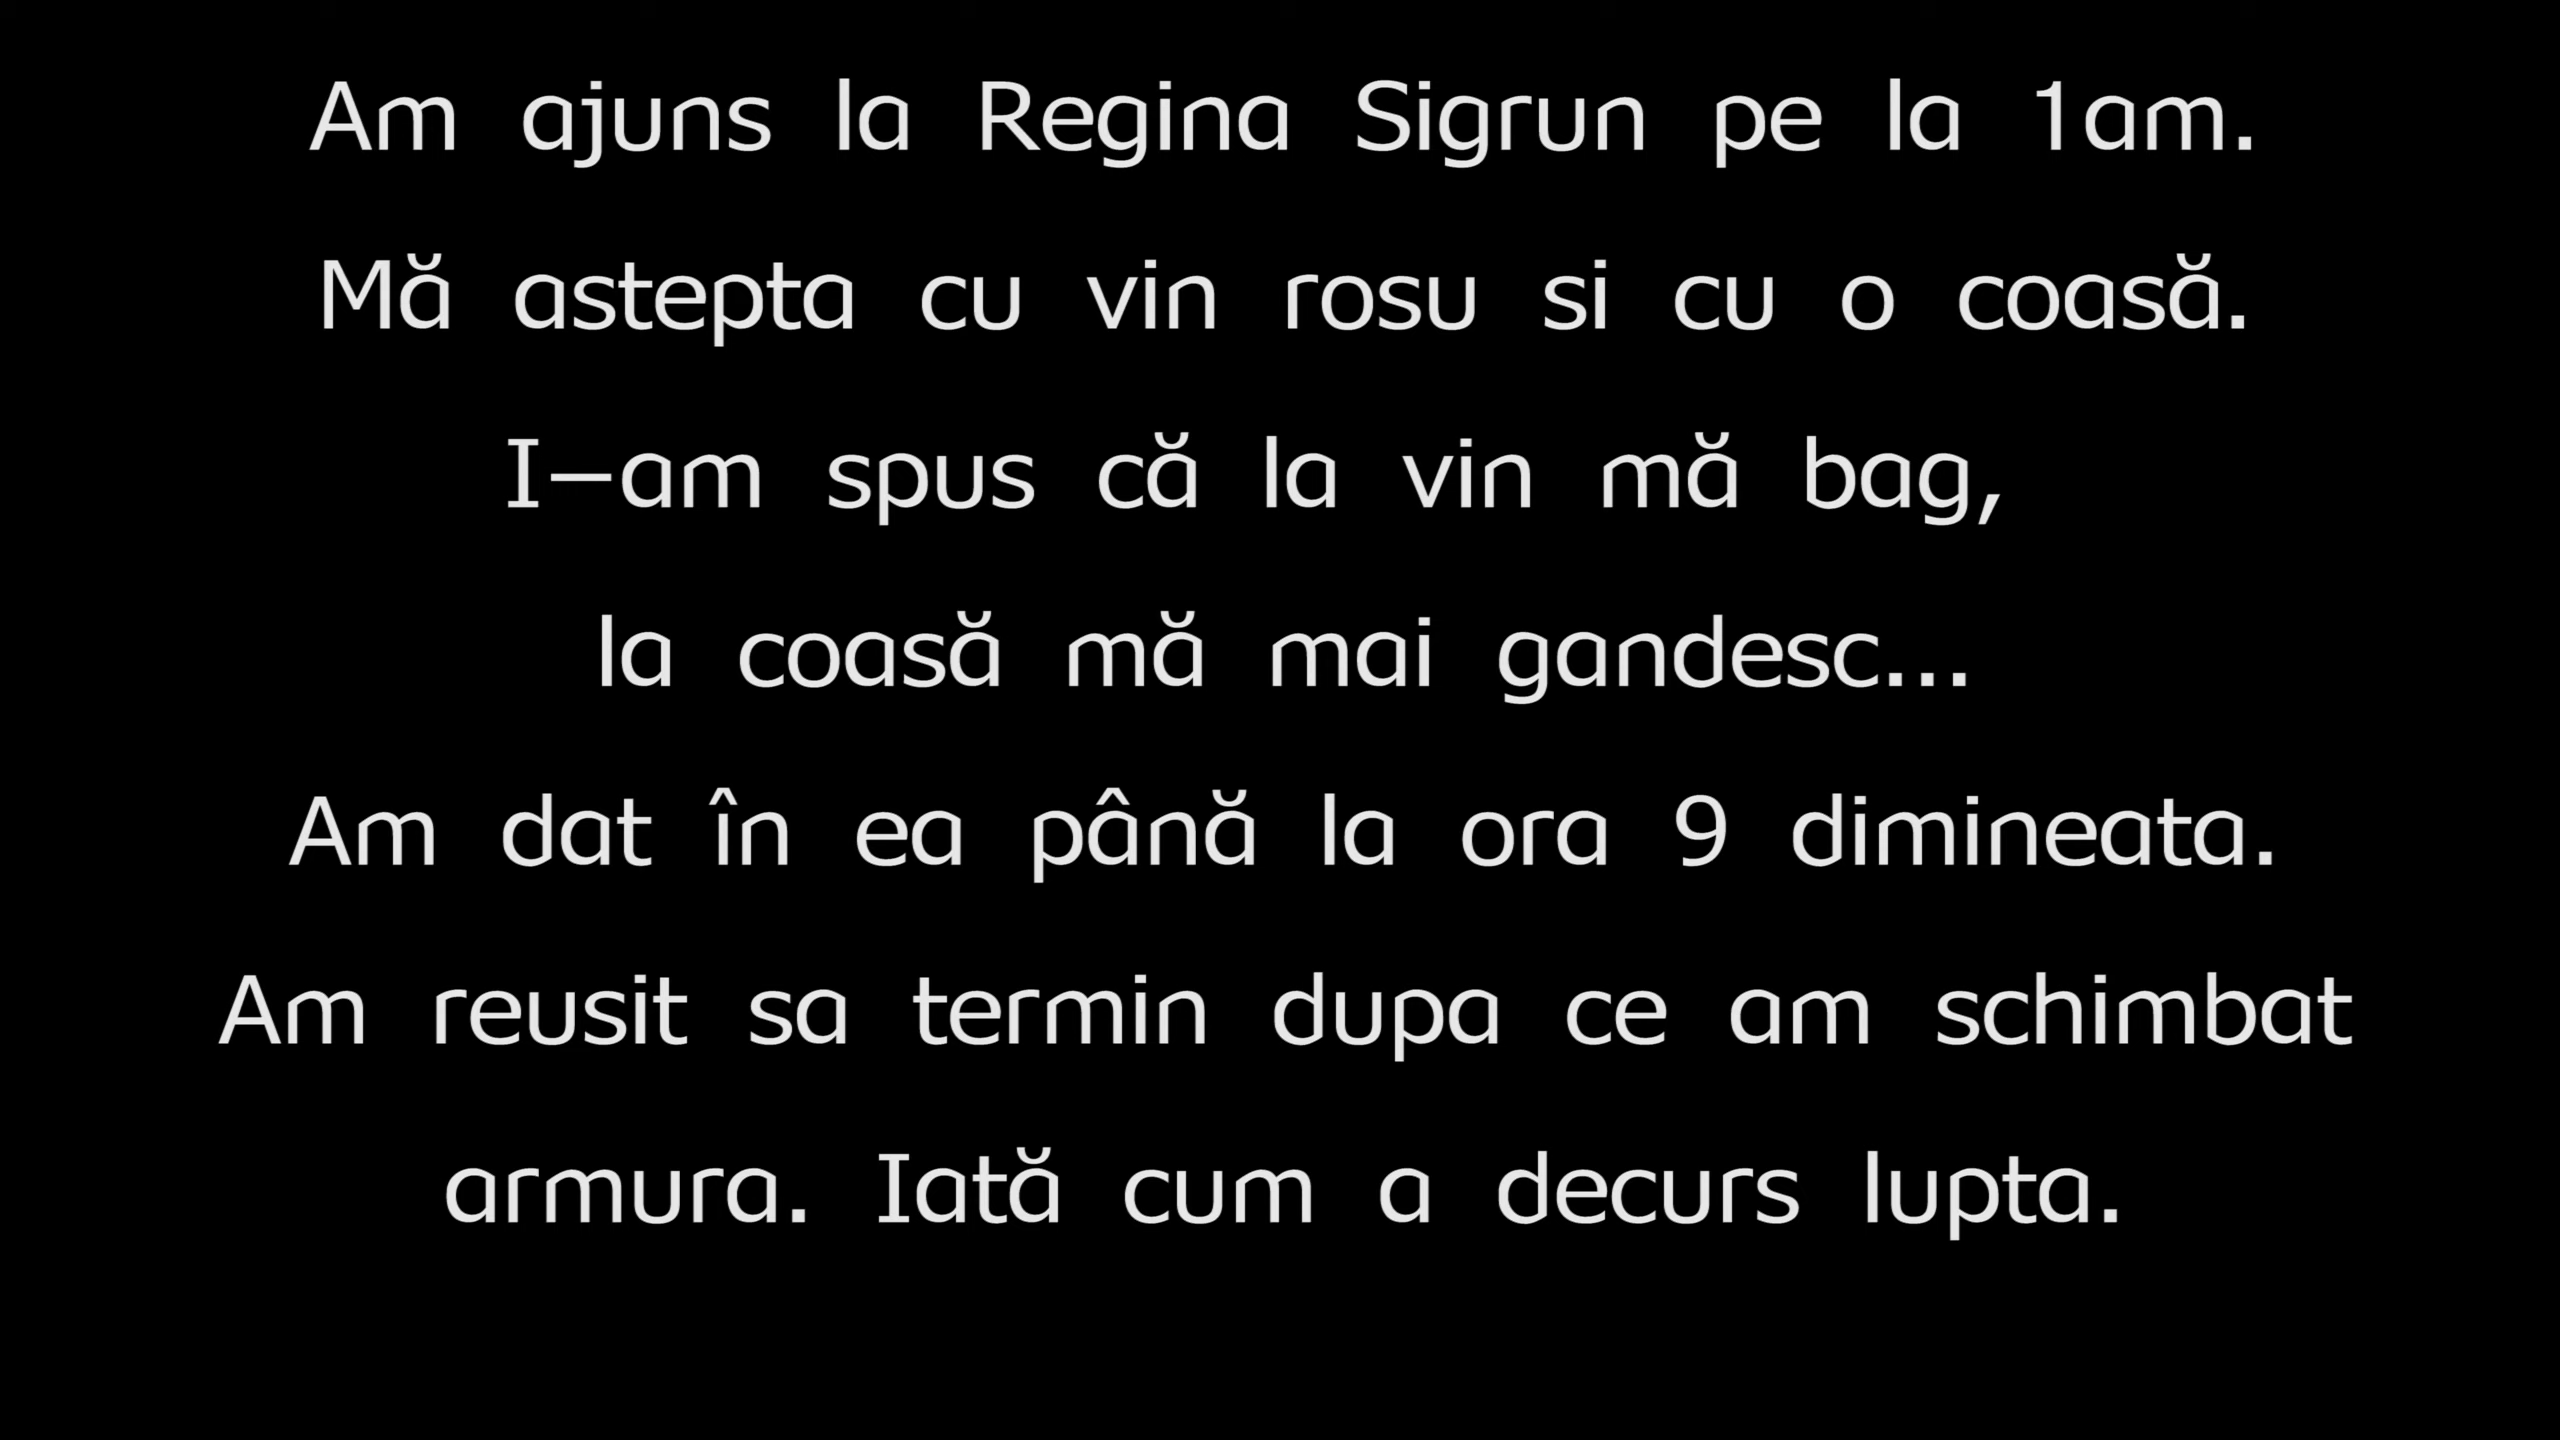 Am ajuns la Regina Sigrun pe la 1am.
Mă astepta cu vin rosu si cu o coasă.
I-am spus că la vin mă bag,
la coasă mă mai gandesc...
Am dat în ea până la ora 9 dimineata.
Am reusit sa termin dupa ce am schimbat
armura. Iată cum a decurs lupta.